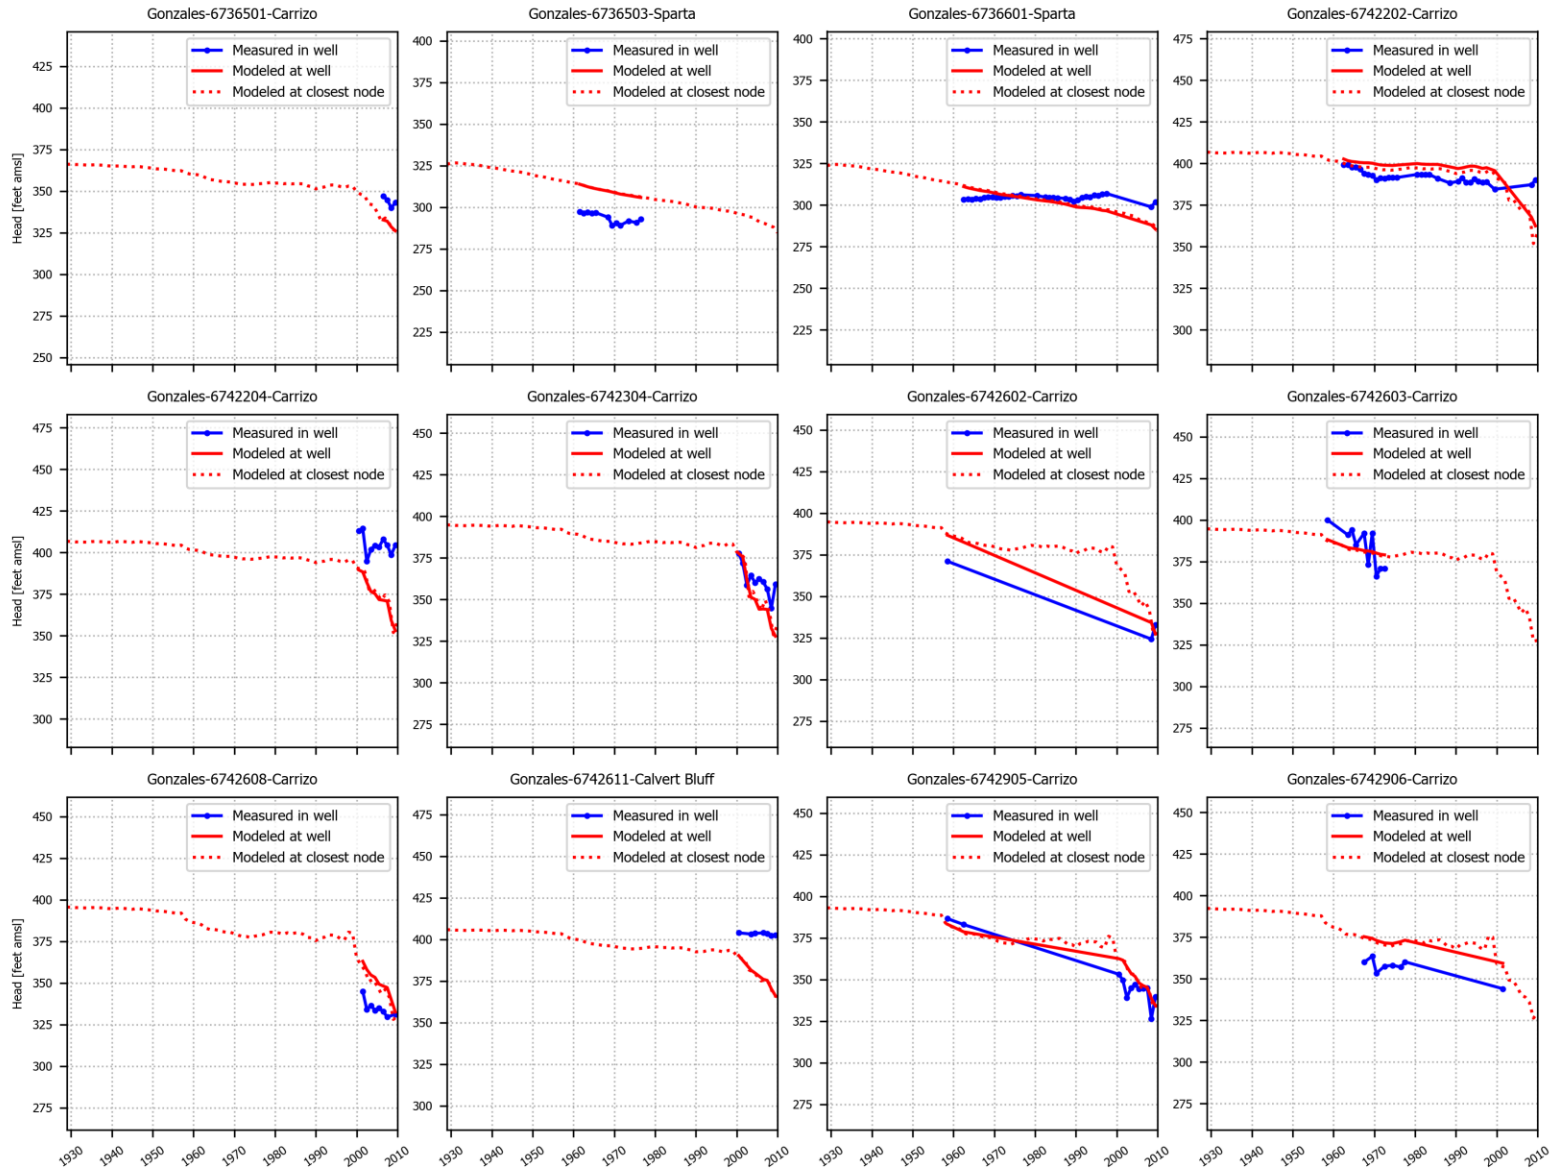 Gonzales-6736501-Carrizo
Head [feet amsl]
425
400
375
350
325
300
275
250
Measured in well
Modeled at well
Modeled at closest node
Gonzales-6736503-Sparta
400
375
350
325
300
275
250
225
Measured in well
Modeled at well
Modeled at closest node
Gonzales-6736601-Sparta
400
375
350
325
300
275
250
225
Measured in well
Modeled at well
Modeled at closest node
Gonzales-6742202-Carrizo
475
450
425
400
375
350
325
300
Measured in well
Modeled at well
Modeled at closest node
Gonzales-6742204-Carrizo
Head [feet amsl]
475
450
425
400
375
350
325
300
Measured in well
Modeled at well
Modeled at closest node
Gonzales-6742304-Carrizo
450
425
400
375
350
325
300
275
Measured in well
Modeled at well
Modeled at closest node
Gonzales-6742602-Carrizo
450
425
400
375
350
325
300
275
Measured in well
Modeled at well
Modeled at closest node
Gonzales-6742603-Carrizo
450
425
400
375
350
325
300
275
Measured in well
Modeled at well
Modeled at closest node
Gonzales-6742608-Carrizo
Head [feet amsl]
450
425
400
375
350
325
300
275
Measured in well
Modeled at well
Modeled at closest node
1930 1940 1950 1960 1970 1980 1990 2000 2010
Gonzales-6742611-Calvert Bluff
475
450
425
400
375
350
325
300
Measured in well
Modeled at well
Modeled at closest node
1930 1940 1950 1960 1970 1980 1990 2000 2010
Gonzales-6742905-Carrizo
450
425
400
375
350
325
300
275
Measured in well
Modeled at well
Modeled at closest node
1930 1940 1950 1960 1970 1980 1990 2000 2010
Gonzales-6742906-Carrizo
450
425
400
375
350
325
300
275
Measured in well
Modeled at well
Modeled at closest node
1930 1940 1950 1960 1970 1980 1990 2000 2010